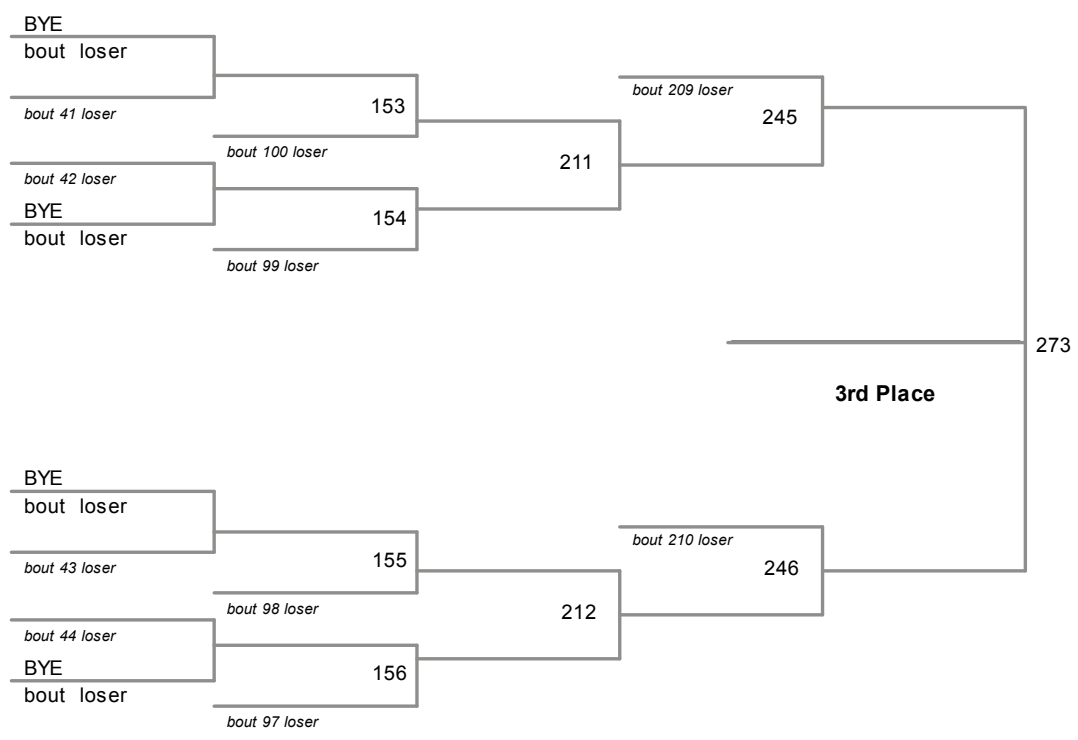 BYE
bout loser
bout 41 loser
153
bout 100 loser
bout 42 loser
BYE
bout loser
154
bout 99 loser
211
bout 209 loser
245
273
3rd Place
BYE
bout loser
bout 43 loser
155
bout 98 loser
bout 44 loser
BYE
bout loser
156
bout 97 loser
212
bout 210 loser
246